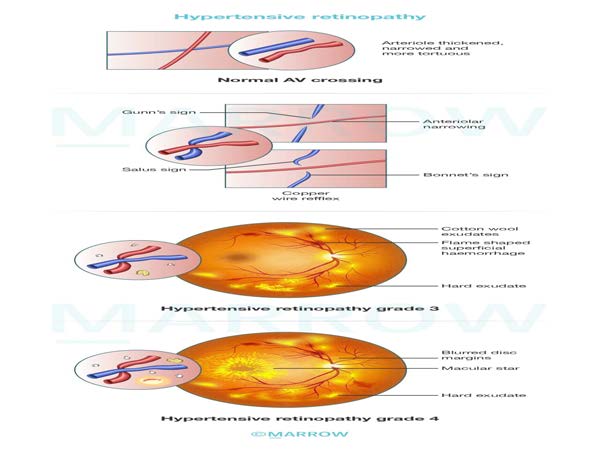 Hypertensive retinopathy
Arteriole thickened,
narrowed and
more tortuous
Normal AV crossing
MARROW
Gunn's sign
Arteriolar
narrowing
Salus sign
Bonnet's sign
Copper
wire refflex
Cotton wool
exudates
Flame shaped
superficial
haemorrhage
Hard exudate
Hypertensive retinopathy grade 3
MARROW
Blurred disc
margins
Macular star
Hard exudate
Hypertensive retinopathy grade 4
©MARROW